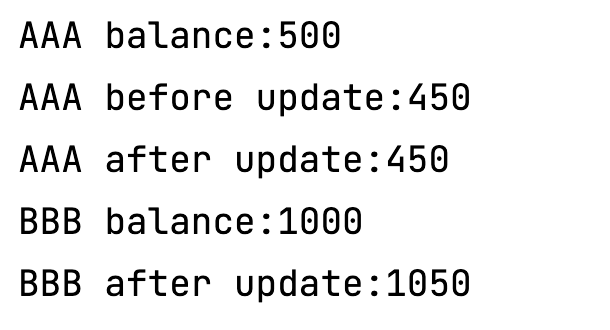 AAA balance:500
AAA before update:450
AAA after update:450
BBB balance:1000
BBB after update:1050